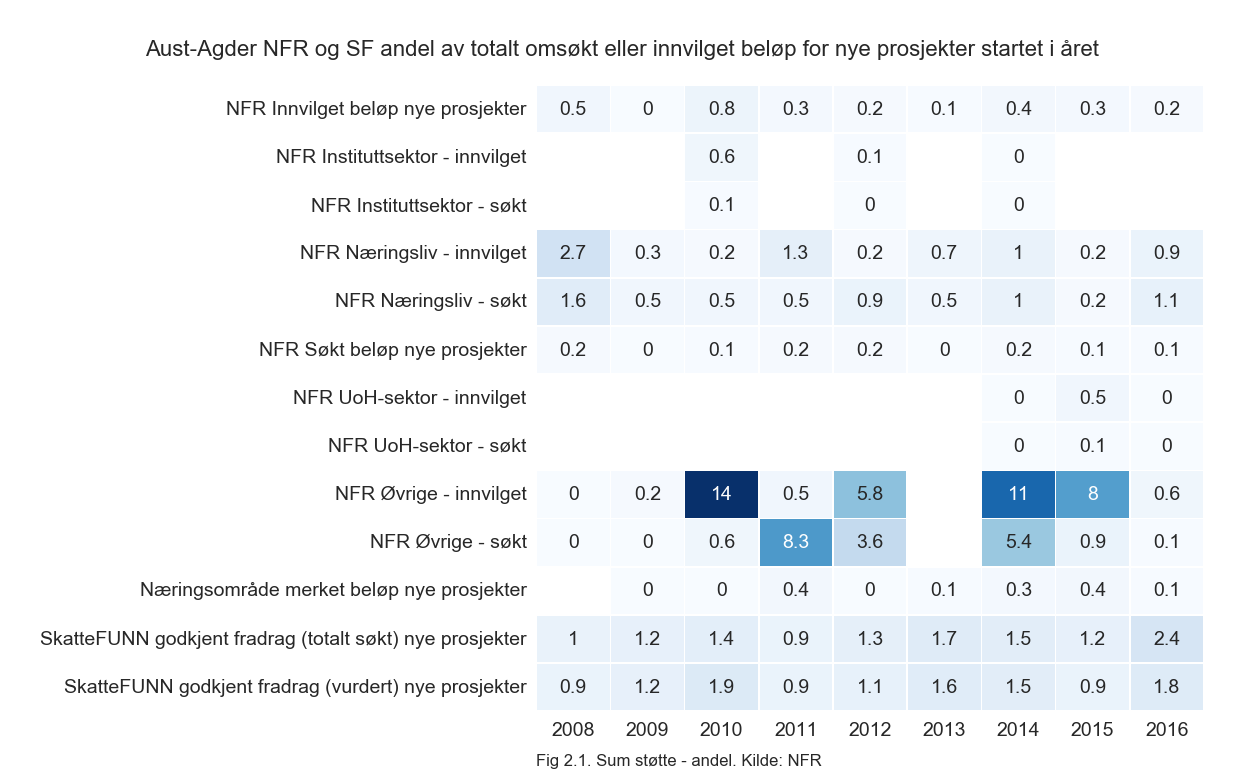 Aust-Agder NFR og SF andel av totalt omsøkt eller innvilget beløp for nye prosjekter startet i året
NFR Innvilget beløp nye prosjekter 0.5 0 0.8 0.3 0.2 0.1 0.4 0.3 0.2
NFR Instituttsektor - innvilget 0.6 0.1 0
NFR Instituttsektor - søkt 0.1 0 0
NFR Næringsliv - innvilget 2.7 0.3 0.2 1.3 0.2 0.7 1 0.2 0.9
NFR Næringsliv - søkt 1.6 0.5 0.5 0.5 0.9 0.5 1 0.2 1.1
NFR Søkt beløp nye prosjekter 0.2 0 0.1 0.2 0.2 0 0.2 0.1 0.1
NFR UoH-sektor - innvilget 0 0.5 0
NFR UoH-sektor - søkt 0 0.1 0
NFR Øvrige - innvilget 0 0.2 14 0.5 5.8 11 8 0.6
NFR Øvrige - søkt 0 0 0.6 8.3 3.6 5.4 0.9 0.1
Næringsområde merket beløp nye prosjekter 0 0 0.4 0 0.1 0.3 0.4 0.1
SkatteFUNN godkjent fradrag (totalt søkt) nye prosjekter 1 1.2 1.4 0.9 1.3 1.7 1.5 1.2 2.4
SkatteFUNN godkjent fradrag (vurdert) nye prosjekter 0.9 1.2 1.9 0.9 1.1 1.6 1.5 0.9 1.8
2008 2009 2010 2011 2012 2013 2014 2015 2016
Fig 2.1. Sum støtte - andel. Kilde: NFR